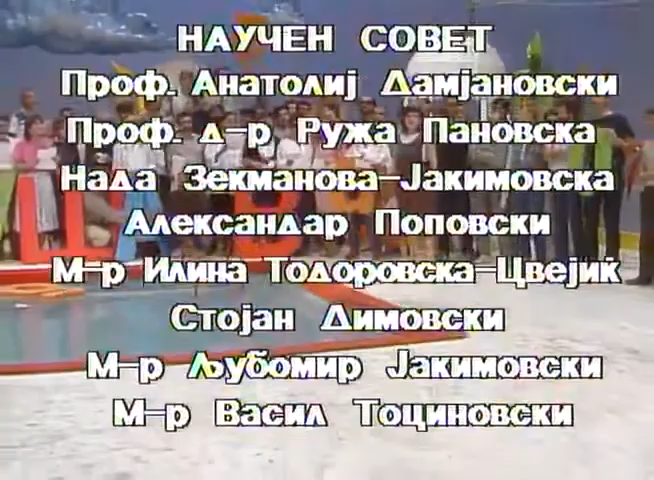 НАУЧЕН СОВЕТ
Проф. Анатолиј Дамјановски
Проф. д-р Ружа Пановска
Нада Зекманова-Јакимовска
Александар Поповски
М-р Илина Тодоровска-Цвејиќ
Стојан Димовски
М-р Љубомир Јакимовски
М-р Васил Тоциновски